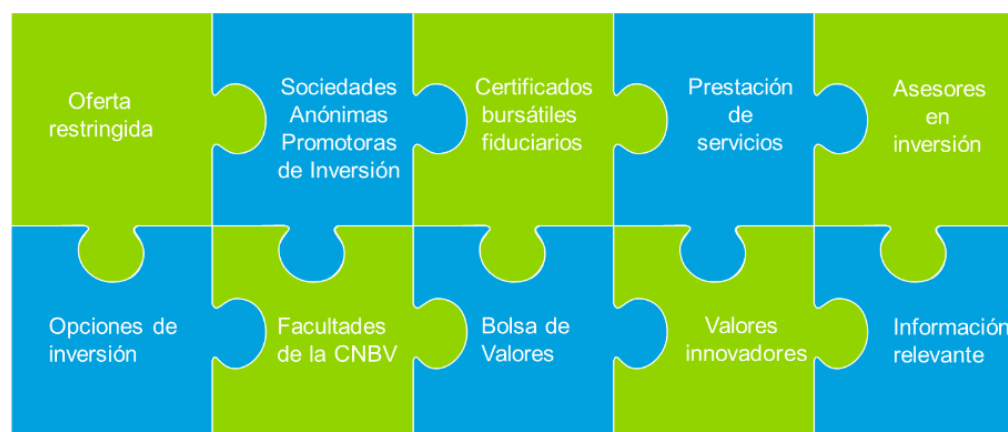 Oferta
restringida
Sociedades
Anónimas
Promotoras
de Inversión
Certificados
bursátiles
fiduciarios
Prestación
de
servicios
Asesores
en
inversión
Opciones de
inversión
Facultades
de la CNBV
Bolsa de
Valores
Valores
innovadores
Información
relevante